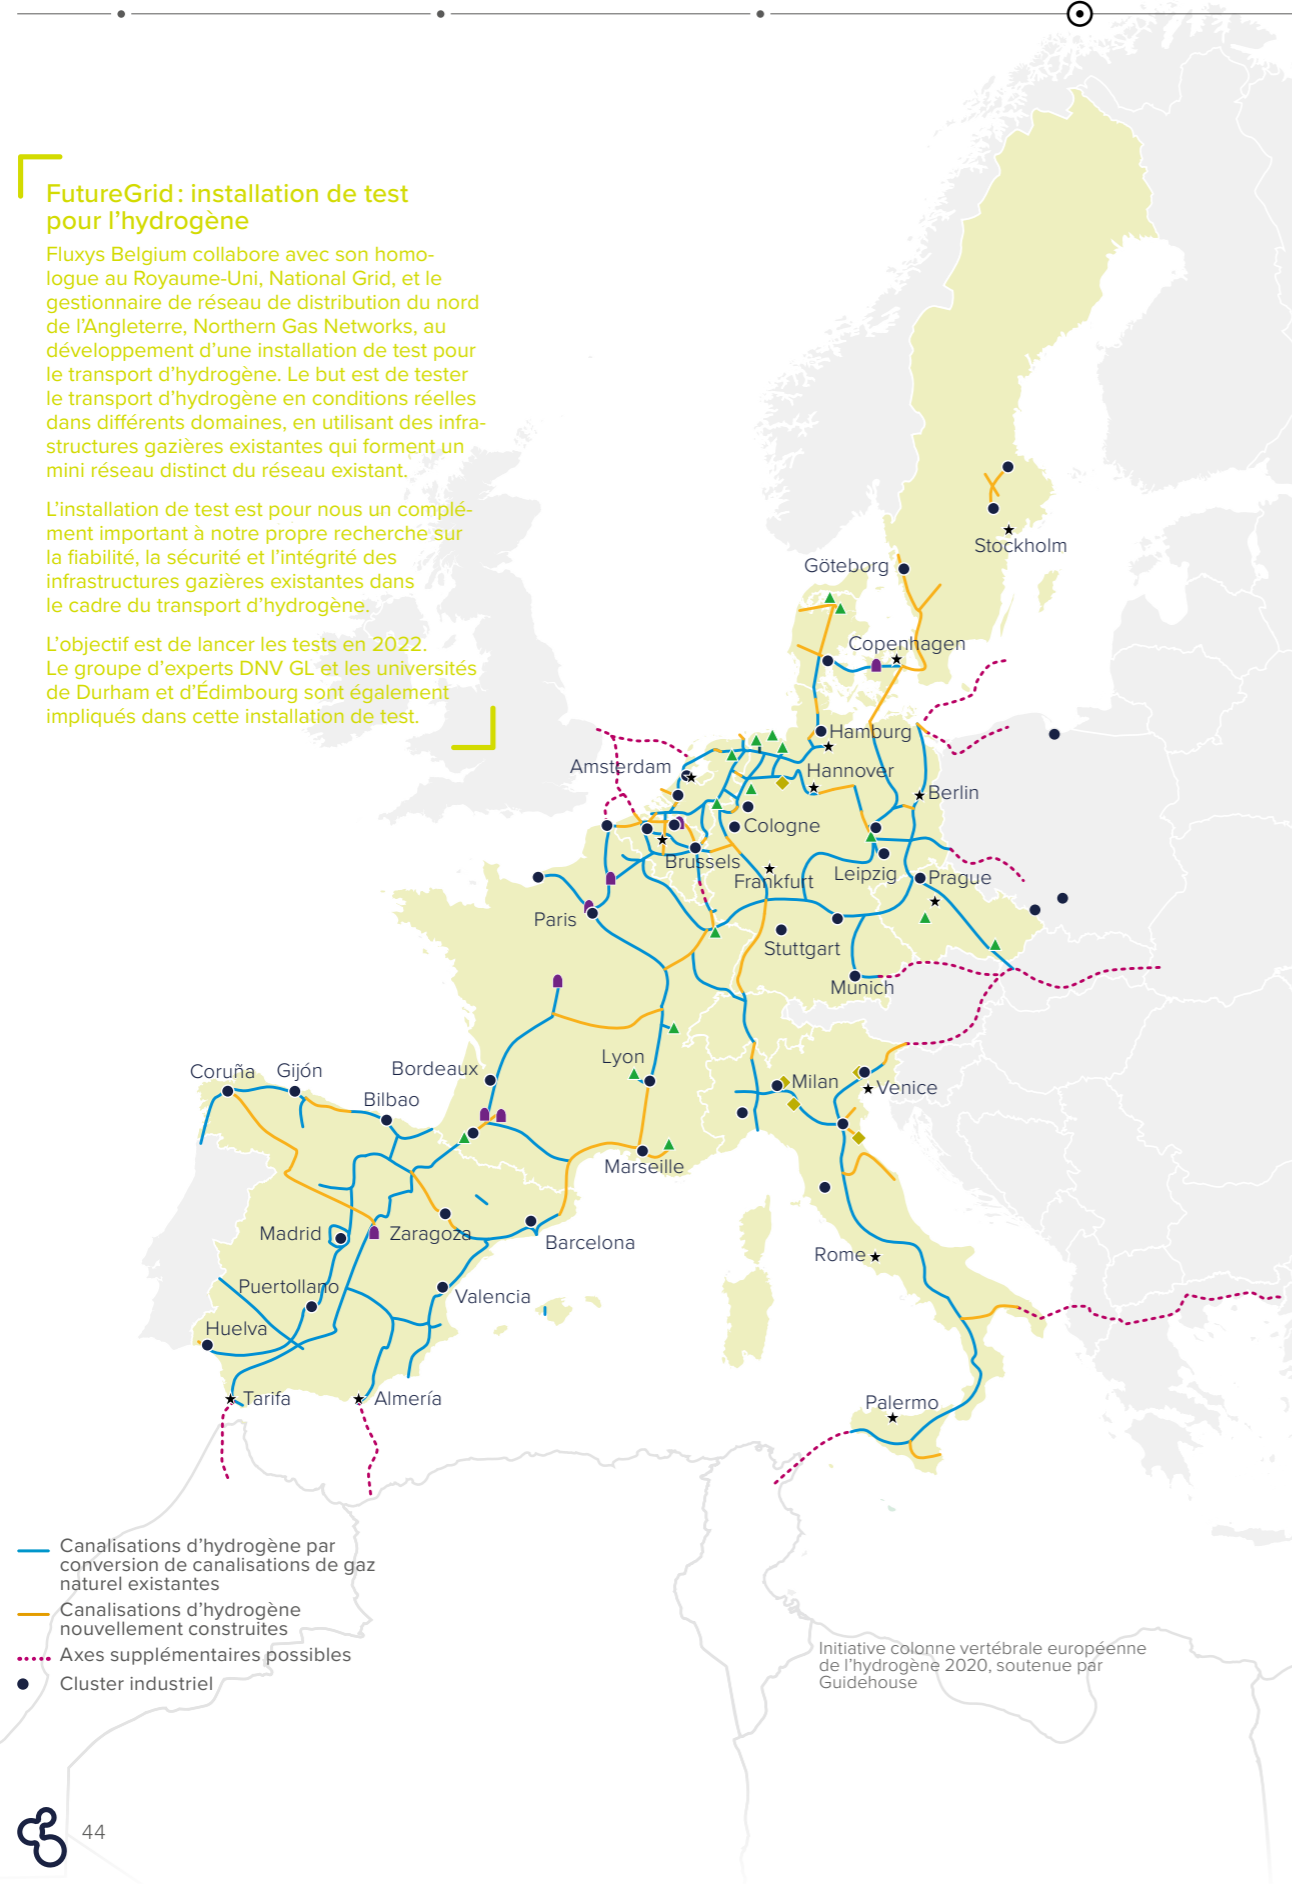 FutureGrid : installation de test
pour l'hydrogène
Fluxys Belgium collabore avec son homo-
logue au Royaume-Uni, National Grid, et le
gestionnaire de réseau de distribution du nord
de l'Angleterre, Northern Gas Networks, au
développement d'une installation de test pour
le transport d'hydrogène. Le but est de tester
le transport d'hydrogène en conditions réelles
dans différents domaines, en utilisant des infra-
structures gazières existantes qui forment un
mini réseau distinct du réseau existant.
L'installation de test est pour nous un complé-
ment important à notre propre recherche sur
la fiabilité, la sécurité et l'intégrité des
infrastructures gazières existantes dans
le cadre du transport d'hydrogène.
L'objectif est de lancer les tests en 2022.
Le groupe d'experts DNV GL et les universités
de Durham et d'Édimbourg sont également
impliqués dans cette installation de test.
Stockholm
Göteborg
Copenhagen
Hamburg
Amsterdam
Hannover
Berlin
Cologne
Brussels
Frankfurt
Leipzig
Prague
Paris
Stuttgart
Munich
Lyon
Bordeaux
Coruña
Gijón
Bilbao
Milan
Venice
Marseille
Madrid
Zaragoza
Barcelona
Rome
Puertollano
Valencia
Huelva
Tarifa
Almería
Palermo
Canalisations d'hydrogène par
conversion de canalisations de gaz
naturel existantes
Canalisations d'hydrogène
nouvellement construites
Axes supplémentaires possibles
Cluster industriel
Initiative colonne vertébrale européenne
de l'hydrogène 2020, soutenue par
Guidehouse
44